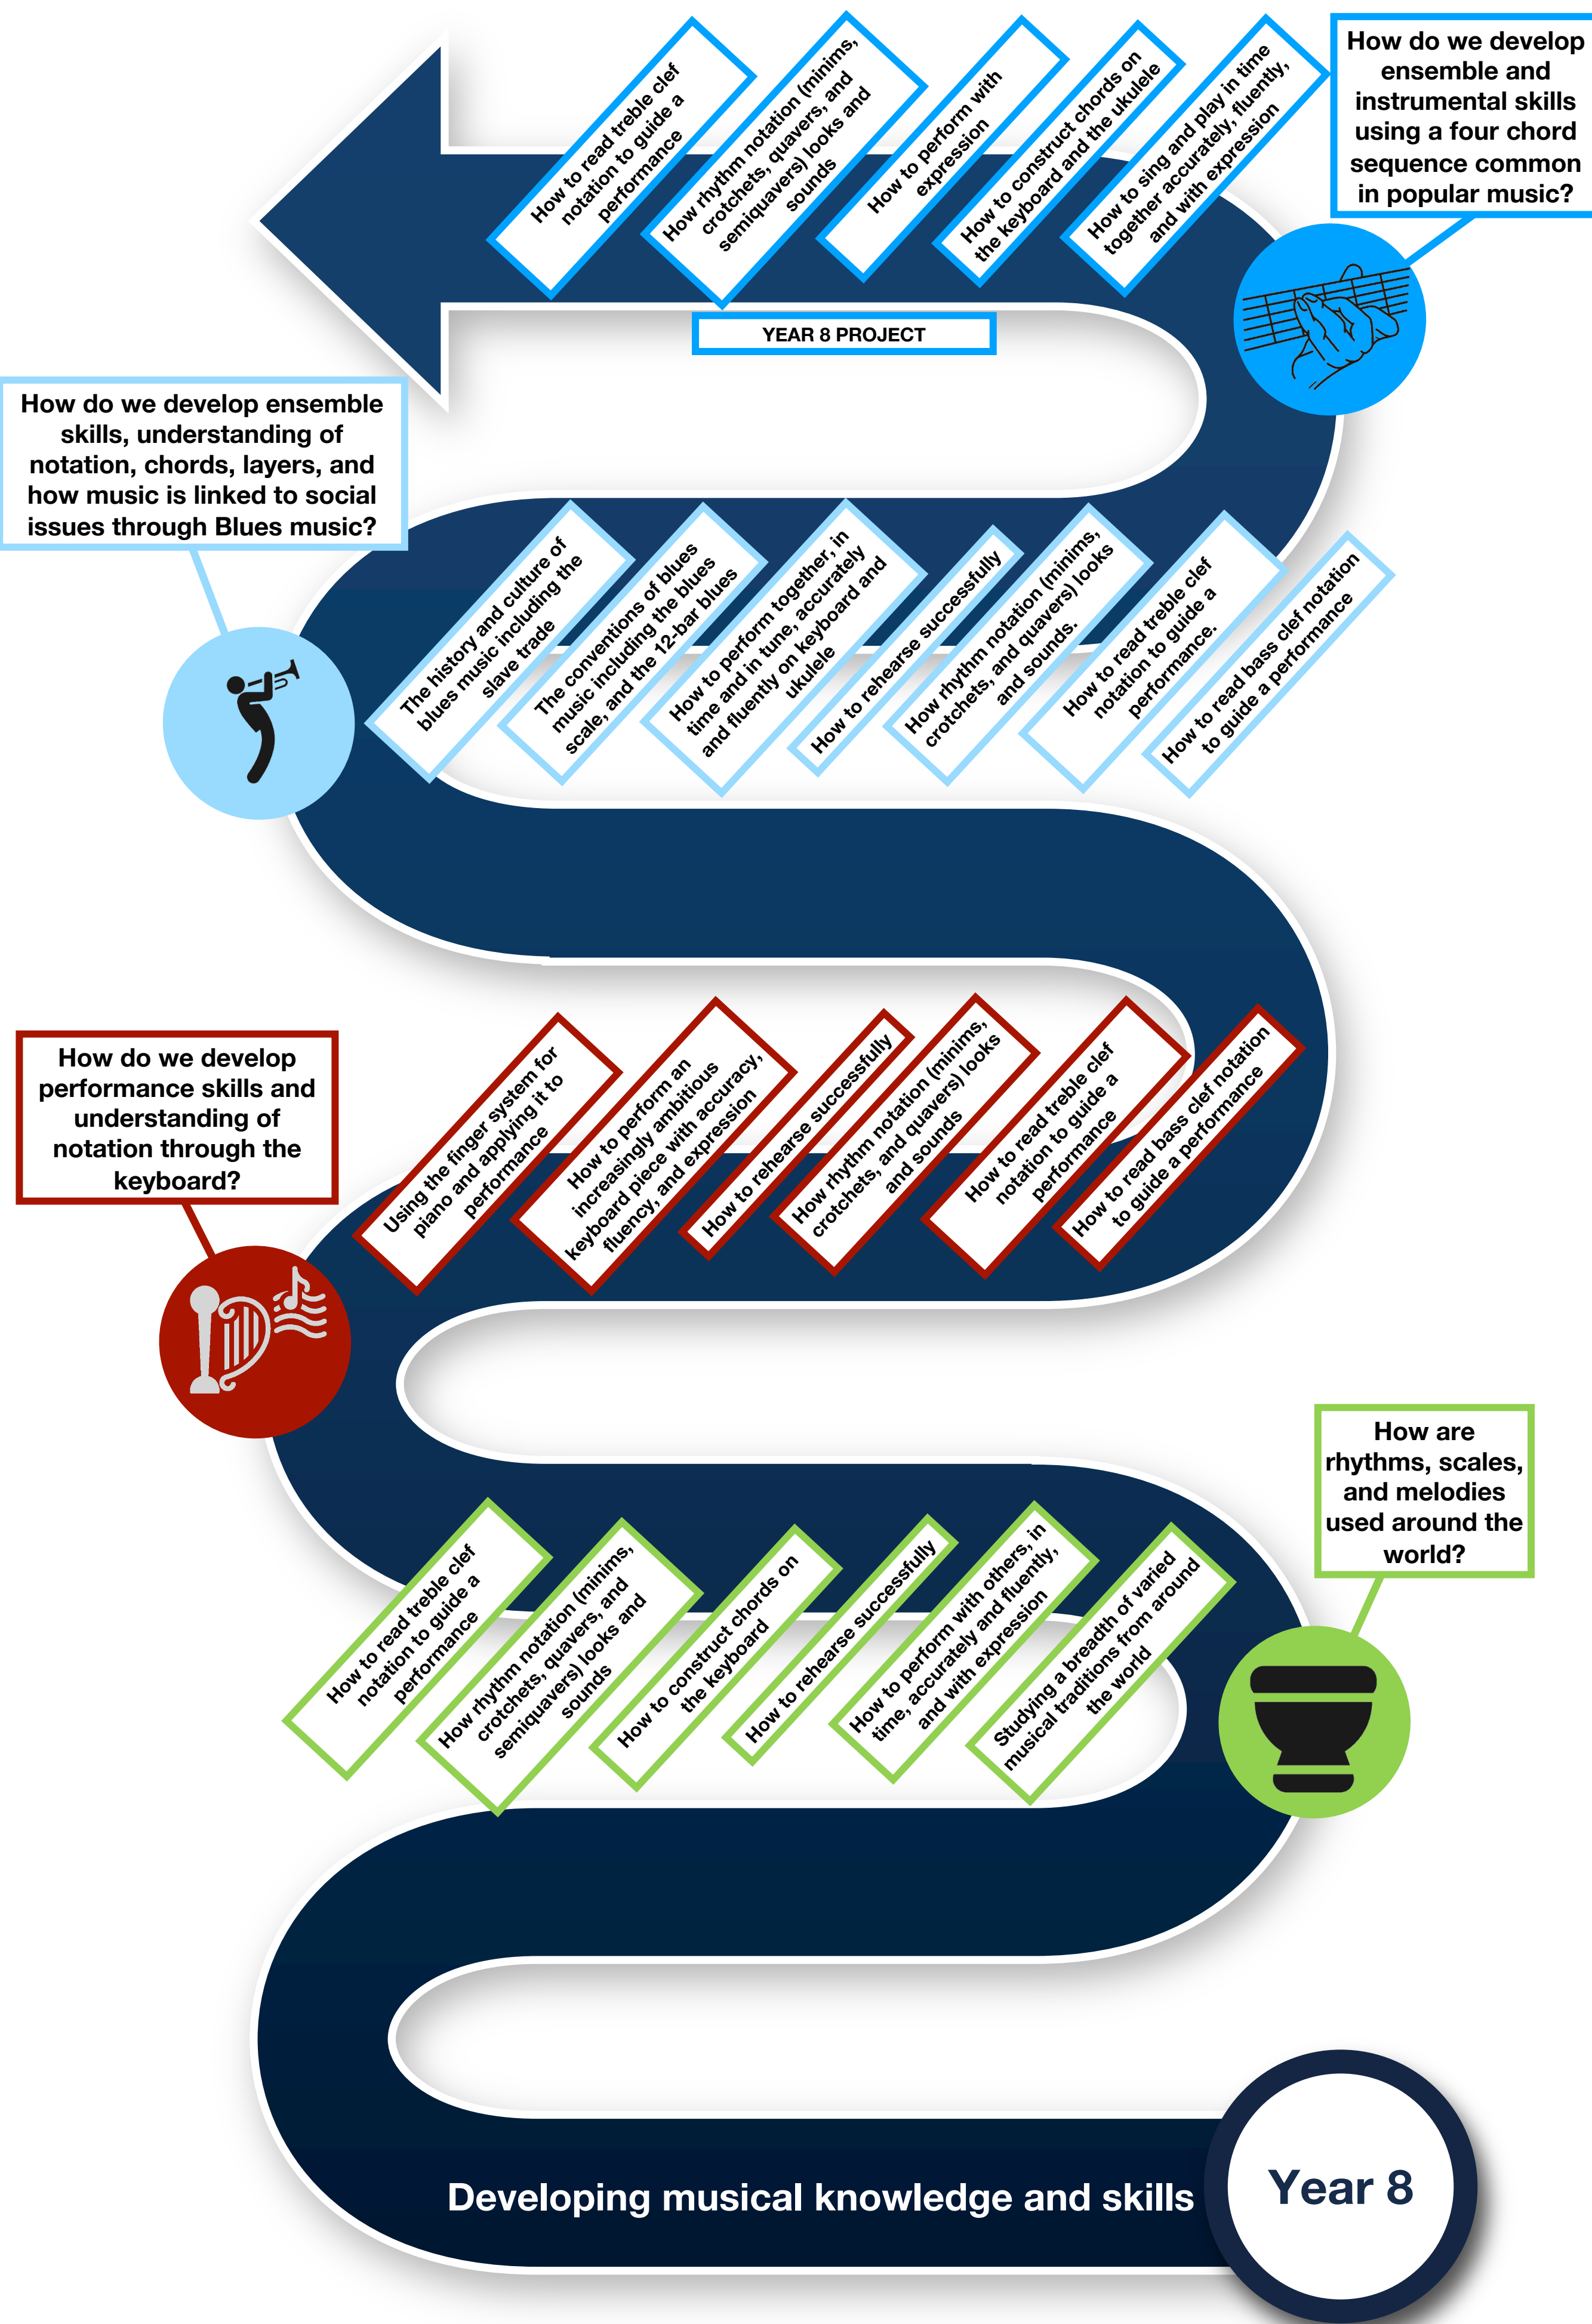 How to read treble clef
notation to guide a
performance
How rhythm notation (minims,
crotchets, quavers, and
semiquavers) looks and
sounds
How to perform with
expression
How to construct chords on
the keyboard and the ukulele
How to sing and play in time
together accurately, fluently,
and with expression
How do we develop
ensemble and
instrumental skills
using a four chord
sequence common
in popular music?
YEAR 8 PROJECT
How do we develop ensemble
skills, understanding of
notation, chords, layers, and
how music is linked to social
issues through Blues music?
The history and culture of
blues music including the
slave trade
The conventions of blues
music including the blues
scale, and the 12-bar blues
How to perform together, in
time and in tune, accurately
and fluently on keyboard and
ukulele
How to rehearse successfully
How rhythm notation (minims,
crotchets, and quavers) looks
and sounds.
How to read treble clef
notation to guide a
performance.
How to read bass clef notation
to guide a performance
How do we develop
performance skills and
understanding of
notation through the
keyboard?
Using the finger system for
piano and applying it to
performance
How to perform an
increasingly ambitious
keyboard piece with accuracy,
fluency, and expression
How to rehearse successfully
How rhythm notation (minims,
crotchets, and quavers) looks
and sounds
How to read treble clef
notation to guide a
performance
How to read bass clef notation
to guide a performance
How are
rhythms, scales,
and melodies
used around the
world?
How to read treble clef
notation to guide a
performance
How rhythm notation (minims,
crotchets, quavers, and
semiquavers) looks and
sounds
How to construct chords on
the keyboard
How to rehearse successfully
How to perform with others, in
time, accurately and fluently,
and with expression
Studying a breadth of varied
musical traditions from around
the world
Developing musical knowledge and skills
Year 8